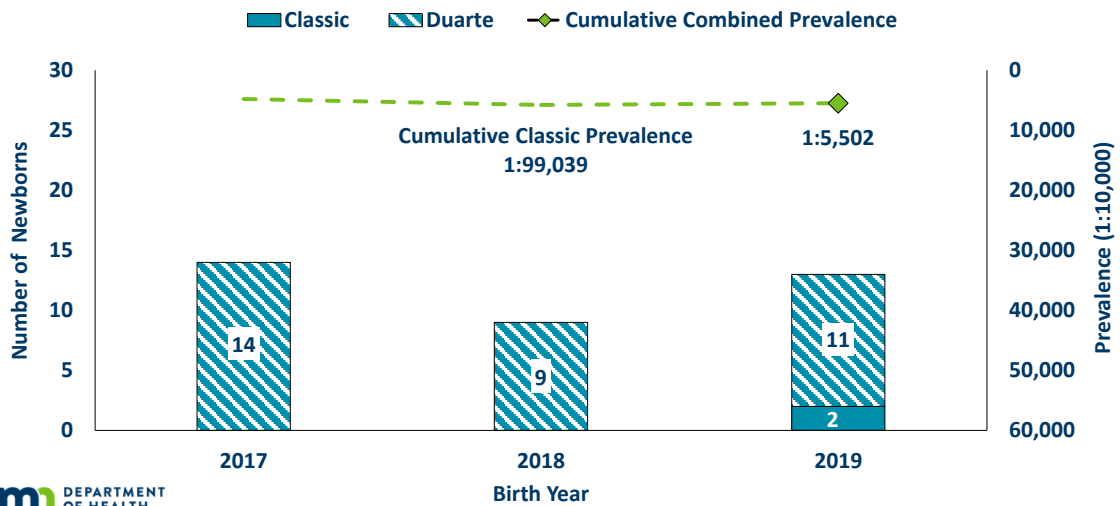 Classic Duarte Cumulative Combined Prevalence
30
25
20
15
10
5
0
Number of Newborns
0
10,000
20,000
30,000
40,000
50,000
60,000
Prevalence (1:10,000)
Cumulative Classic Prevalence
1:99,039
1:5,502
14
9
11
2
2017 2018 2019
Birth Year
DEPARTMENT
OF HEALTH